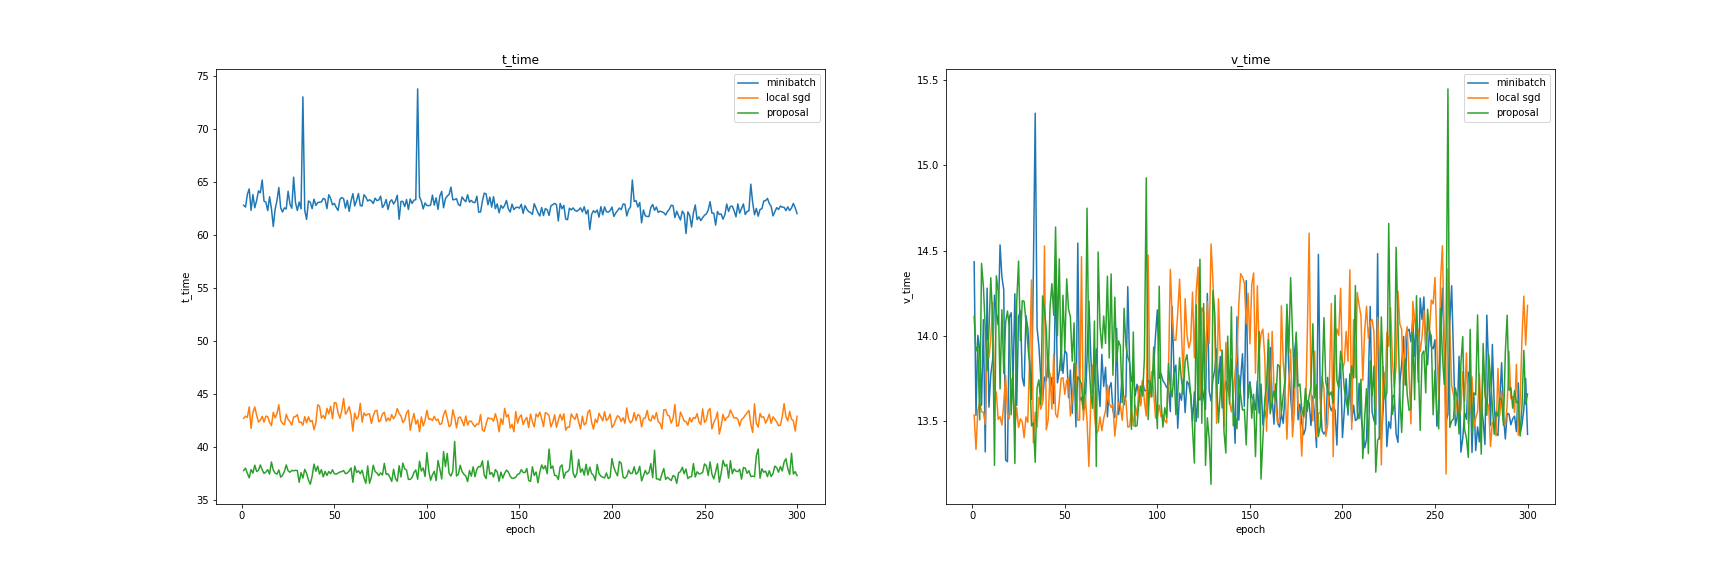 t_time
75
70
65
60
55
50
45
40
35
t_time
0 50 100 150 200 250 300
epoch
minibatch
local sgd
proposal
v_time
15.5
15.0
14.5
14.0
13.5
v_time
0 50 100 150 200 250 300
epoch
minibatch
local sgd
proposal